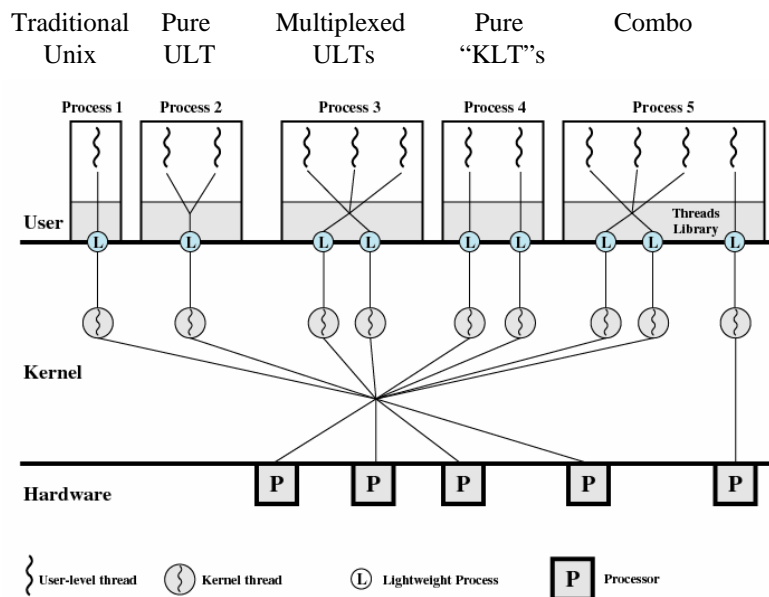 Traditional Pure Multiplexed Pure Combo
Unix ULT ULTs “KLT”s
Process 1 Process 2 Process 3 Process 4 Process 5
User
Threads
Library
L L L L L L L L L
Kernel
Hardware
P P P P P
User-level thread Kernel thread L Lightweight Process P Processor